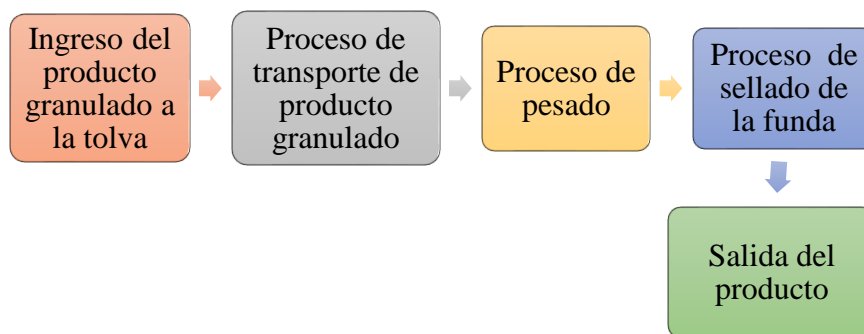 Ingreso del
producto
granulado a
la tolva
Proceso de
transporte de
producto
granulado
Proceso de
pesado
Proceso de
sellado de
la funda
Salida del
producto